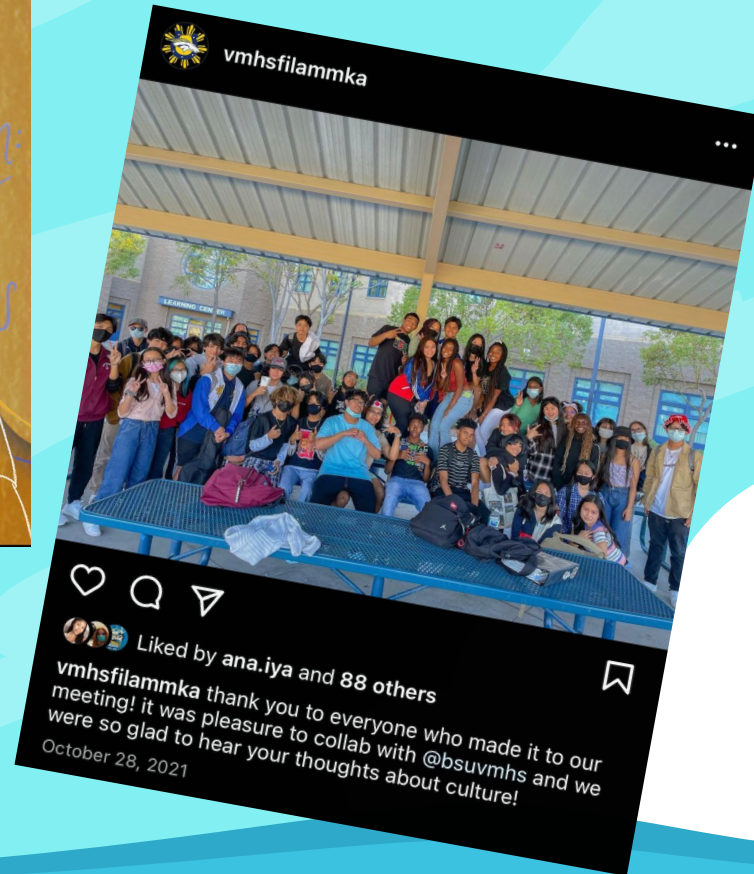 vmhsfilammka
LEARNING CENTER
Liked by ana.iya and 88 others
vmhsfilammka thank you to everyone who made it to our
meeting! it was pleasure to collab with @bsuvmhs and we
were so glad to hear your thoughts about culture!
October 28, 2021